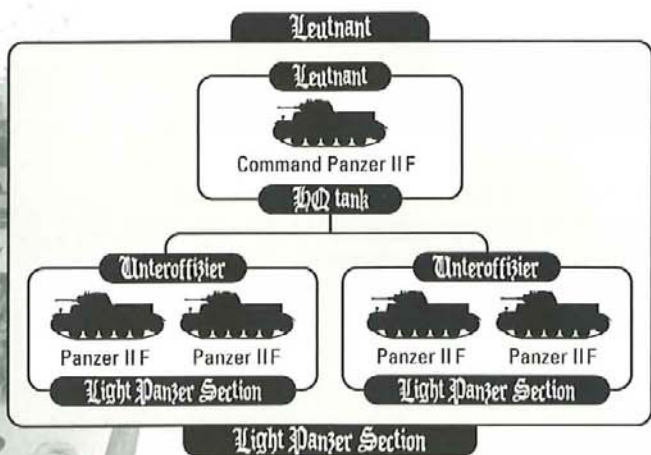 Leutnant
Leutnant
Command Panzer II F
HQ tank
Unteroffizier
Unteroffizier
Panzer II F Panzer II F
Panzer II F Panzer II F
Light Panzer Section
Light Panzer Section
Light Panzer Section